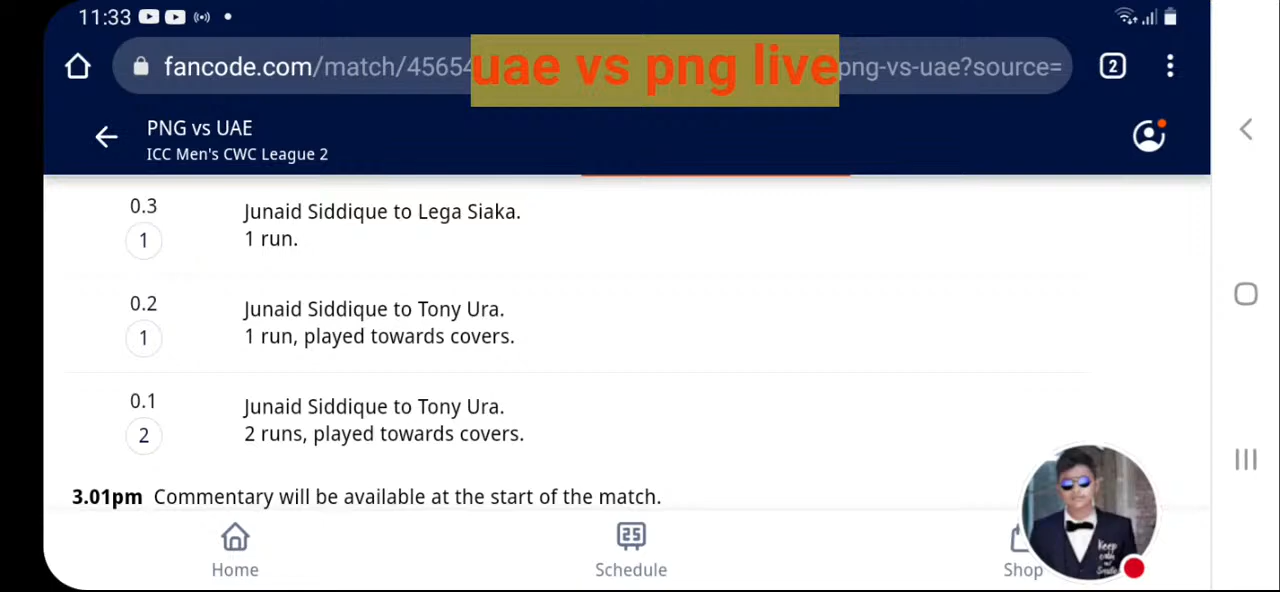 11:33
fancode.com/match/45654
uae vs png live
png-vs-uae?source=
2
PNG vs UAE
ICC Men's CWC League 2
0.3
1
Junaid Siddique to Lega Siaka.
1 run.
0.2
1
Junaid Siddique to Tony Ura.
1 run, played towards covers.
0.1
2
Junaid Siddique to Tony Ura.
2 runs, played towards covers.
3.01pm Commentary will be available at the start of the match.
25
Home
Schedule
Shop
Keep
calm